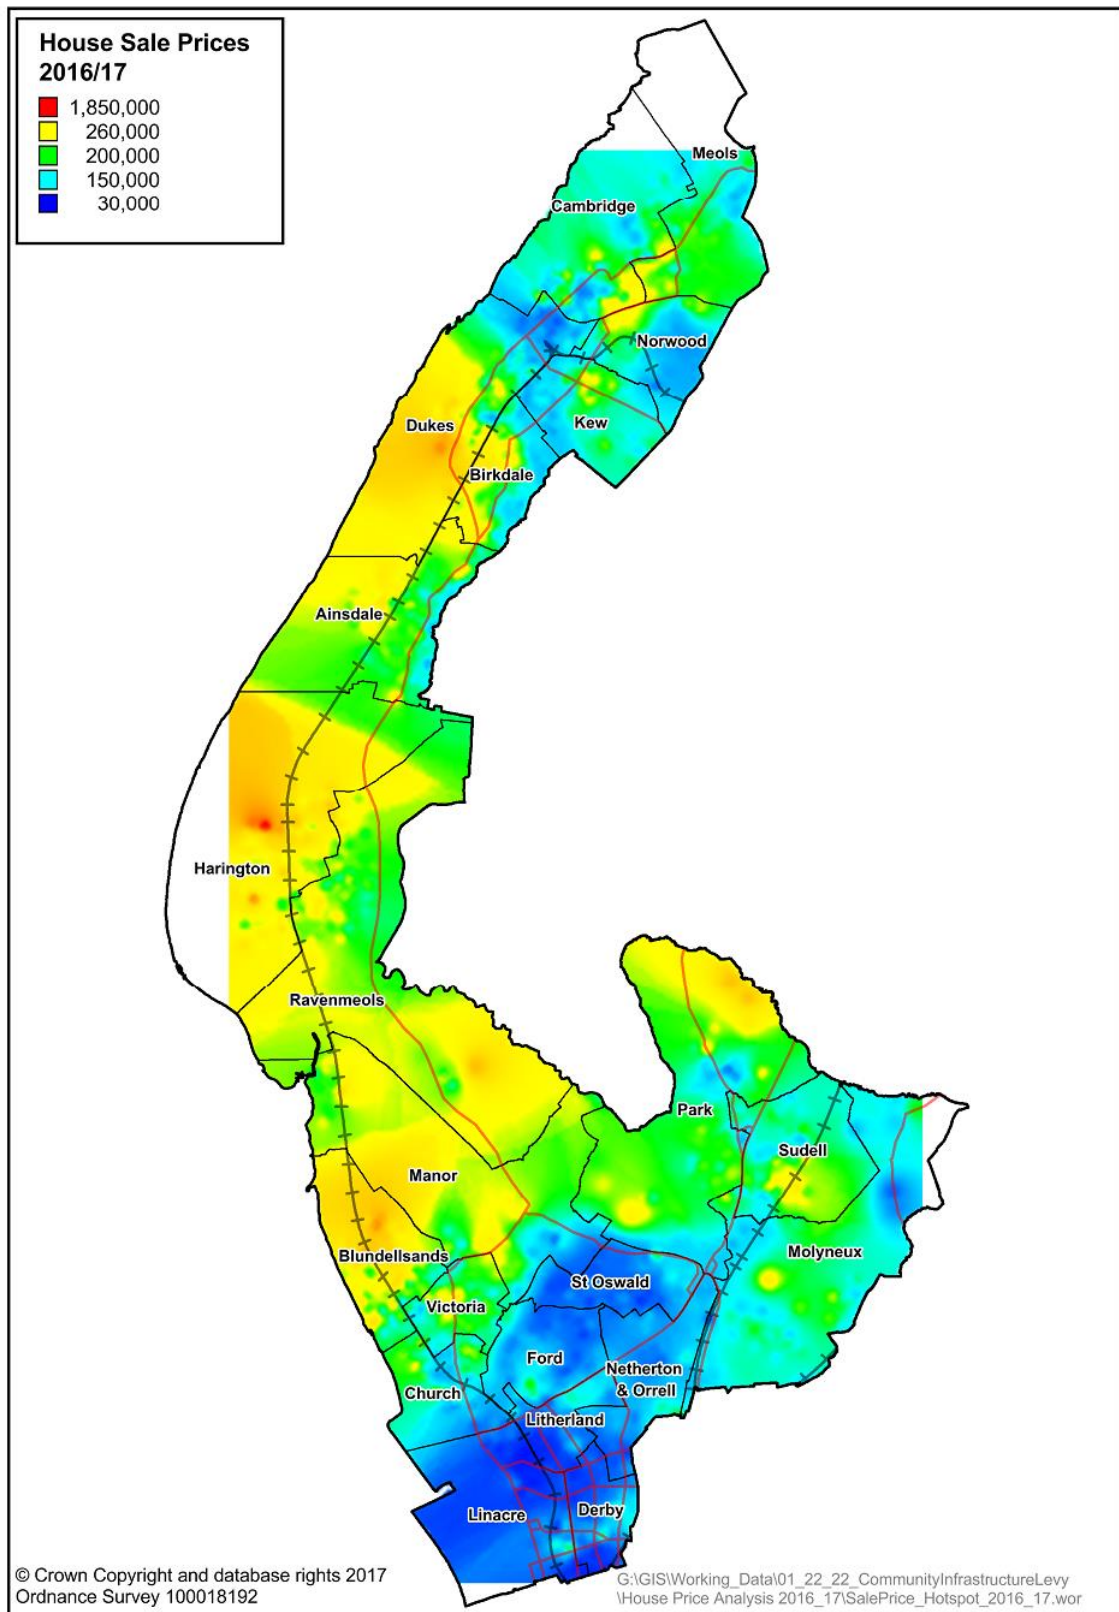 House Sale Prices
2016/17
1,850,000
260,000
200,000
150,000
30,000
Meols
Cambridge
Norwood
Dukes
Kew
Birkdale
Ainsdale
Harington
Ravenmeols
Park
Sudell
Manor
Molyneux
Blundellsands
St Oswald
Victoria
Ford
Netherton
& Orrell
Church
Litherland
Linacre
Derby
© Crown Copyright and database rights 2017
Ordnance Survey 100018192
G:\GIS\Working_Data\01_22_22_CommunityInfrastructureLevy
\House Price Analysis 2016_17\SalePrice_Hotspot_2016_17.wor